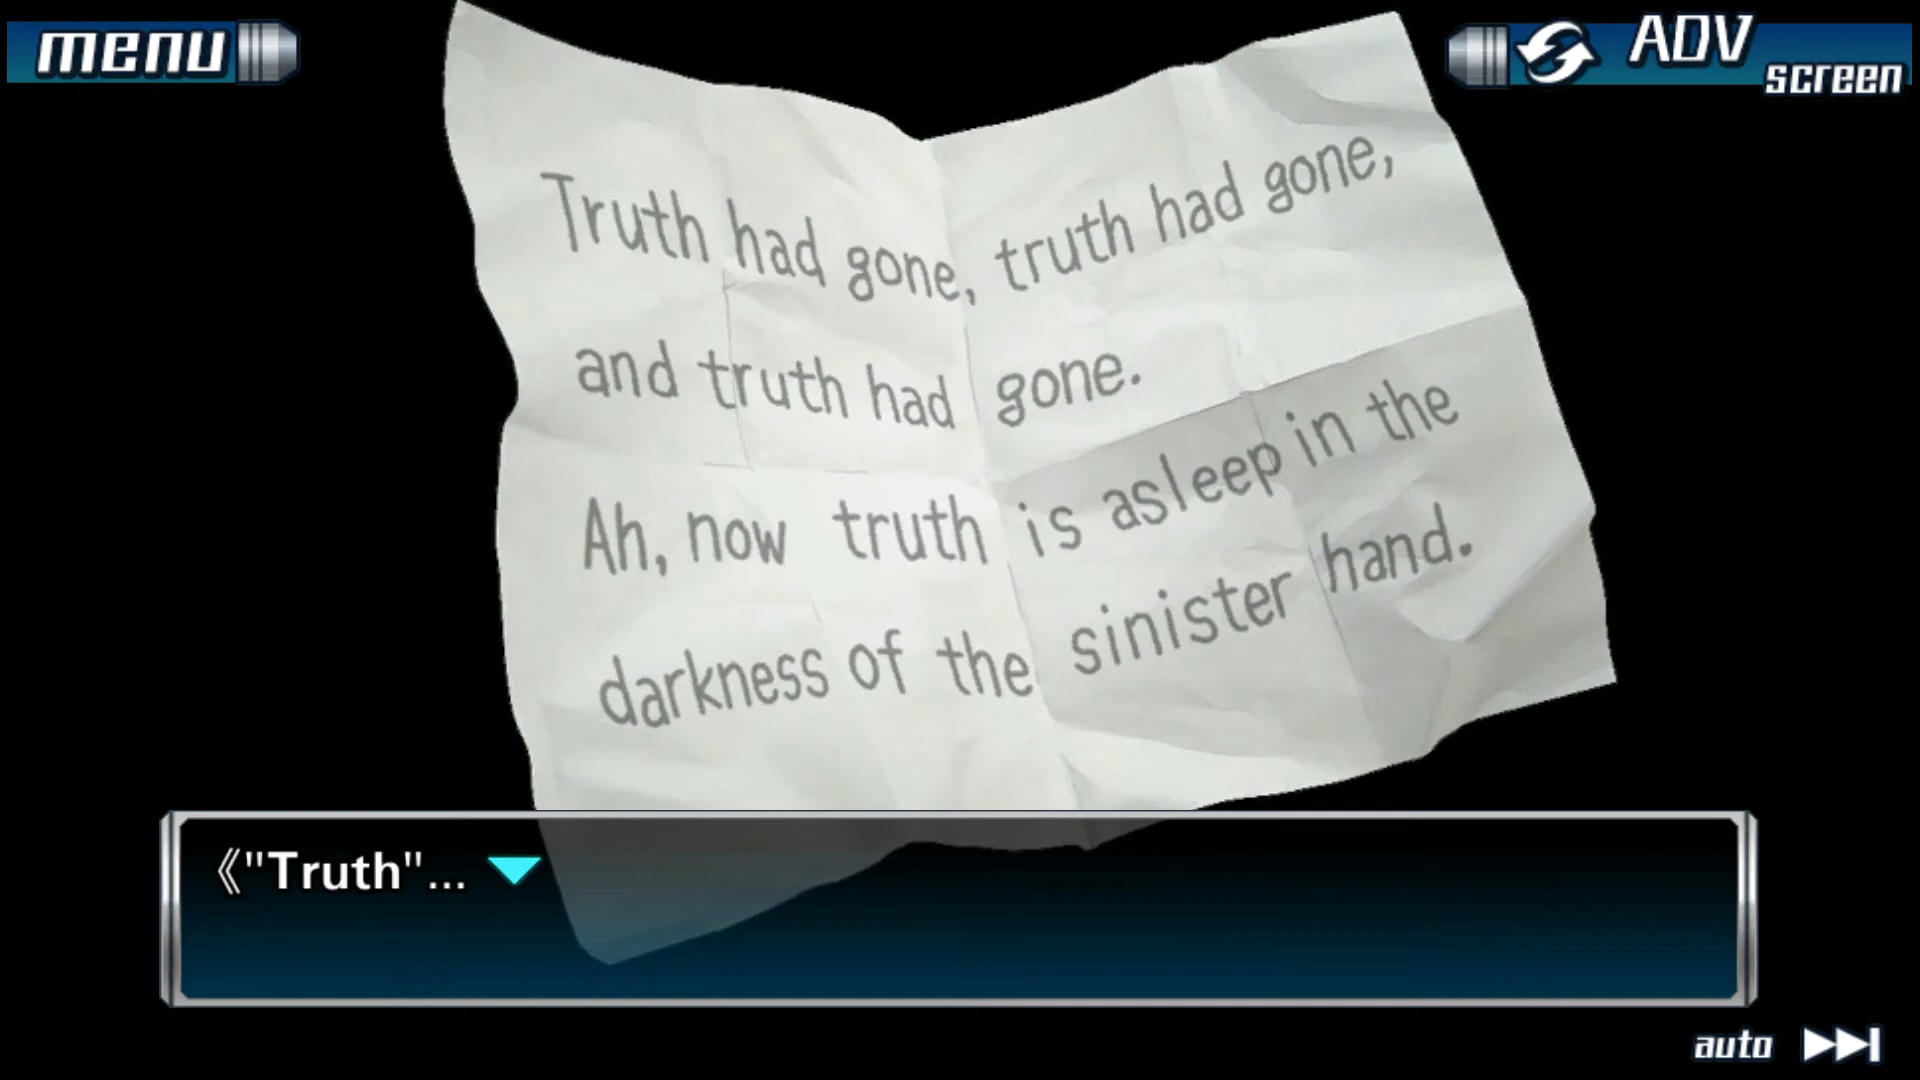 menu
ADV
screen
Truth had gone, truth had gone,
and truth had gone.
Ah, now truth is asleep in the
darkness of the sinister hand.
《"Truth"...
auto